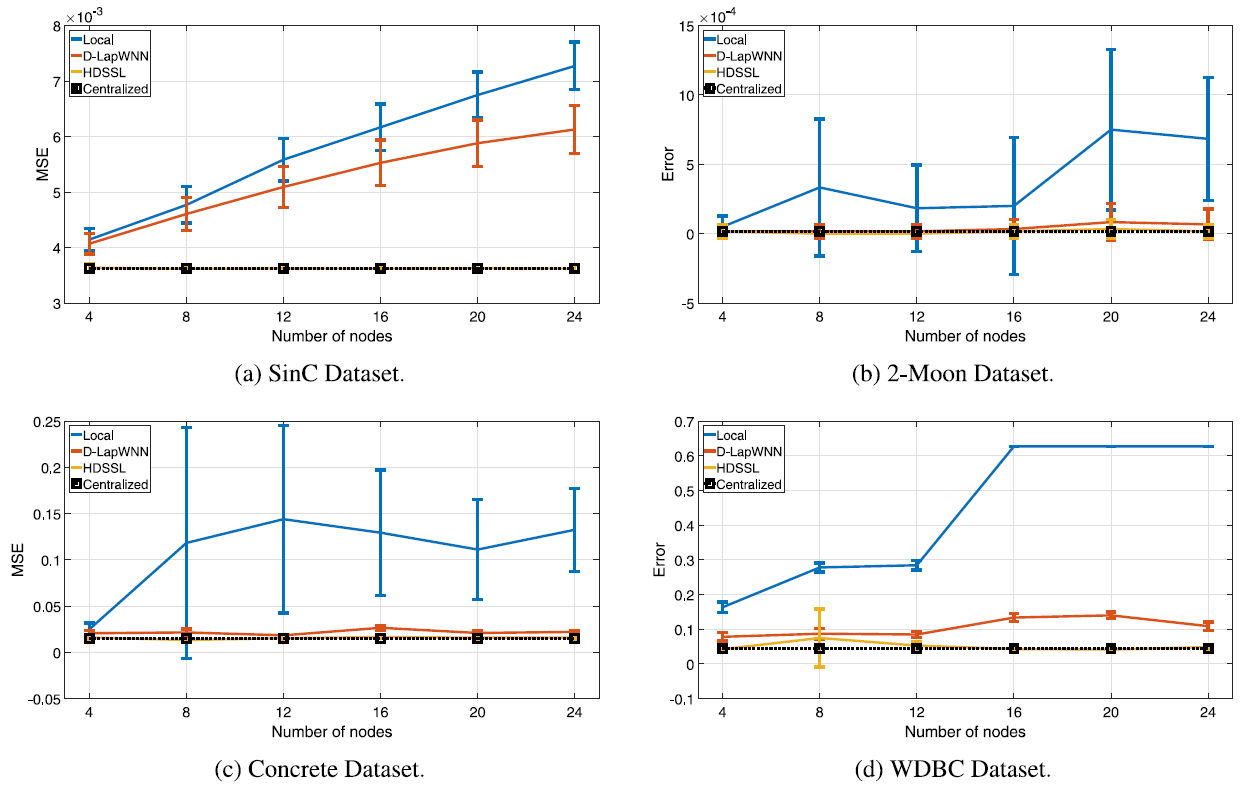 ×10⁻³
8
7
6
5
4
3
MSE
Local
D-LapWNN
HDSSL
Centralized
4 8 12 16 20 24
Number of nodes
(a) SinC Dataset.
×10⁻⁴
15
10
5
0
-5
Error
Local
D-LapWNN
HDSSL
Centralized
4 8 12 16 20 24
Number of nodes
(b) 2-Moon Dataset.
0.25
0.2
0.15
0.1
0.05
0
-0.05
MSE
Local
D-LapWNN
HDSSL
Centralized
4 8 12 16 20 24
Number of nodes
(c) Concrete Dataset.
0.7
0.6
0.5
0.4
0.3
0.2
0.1
0
-0.1
Error
Local
D-LapWNN
HDSSL
Centralized
4 8 12 16 20 24
Number of nodes
(d) WDBC Dataset.